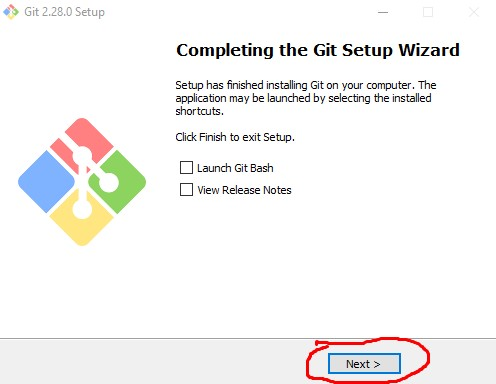 Git 2.28.0 Setup
Completing the Git Setup Wizard
Setup has finished installing Git on your computer. The
application may be launched by selecting the installed
shortcuts.
Click Finish to exit Setup.
Launch Git Bash
View Release Notes
Next >